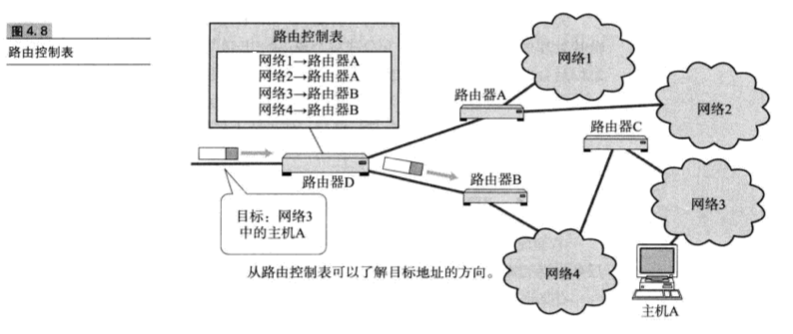 图 4.8
路由控制表
路由控制表
网络1→路由器A
网络2→路由器A
网络3→路由器B
网络4→路由器B
网络1
路由器A
网络2
路由器C
路由器D
路由器B
网络3
目标：网络3
中的主机A
网络4
从路由控制表可以了解目标地址的方向。
主机A